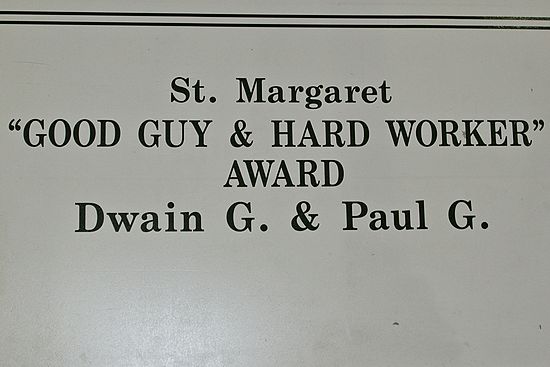 St. Margaret
“GOOD GUY & HARD WORKER”
AWARD
Dwain G. & Paul G.